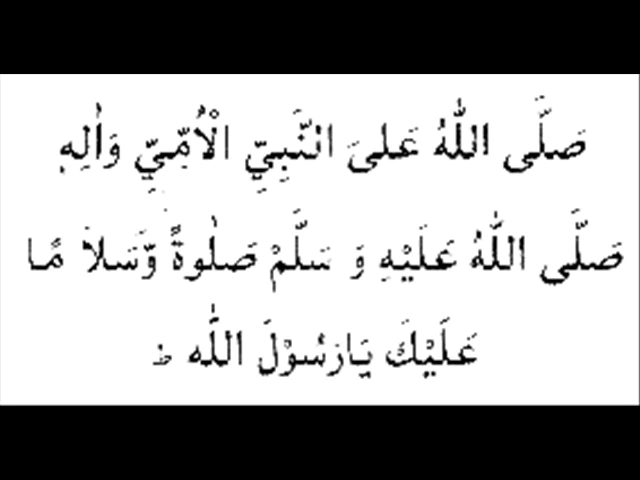 صَلَّى اللّٰهُ عَلىَ النَّبِيِّ الْاُمِّيِّ وَاٰلِهٖ
صَلَّى اللّٰهُ عَلَيْهِ وَ سَلَّمْ صَلٰوةً وَّسَلاَ مًا
عَلَيْكَ يَارَسُوْلَ اللّٰه ط